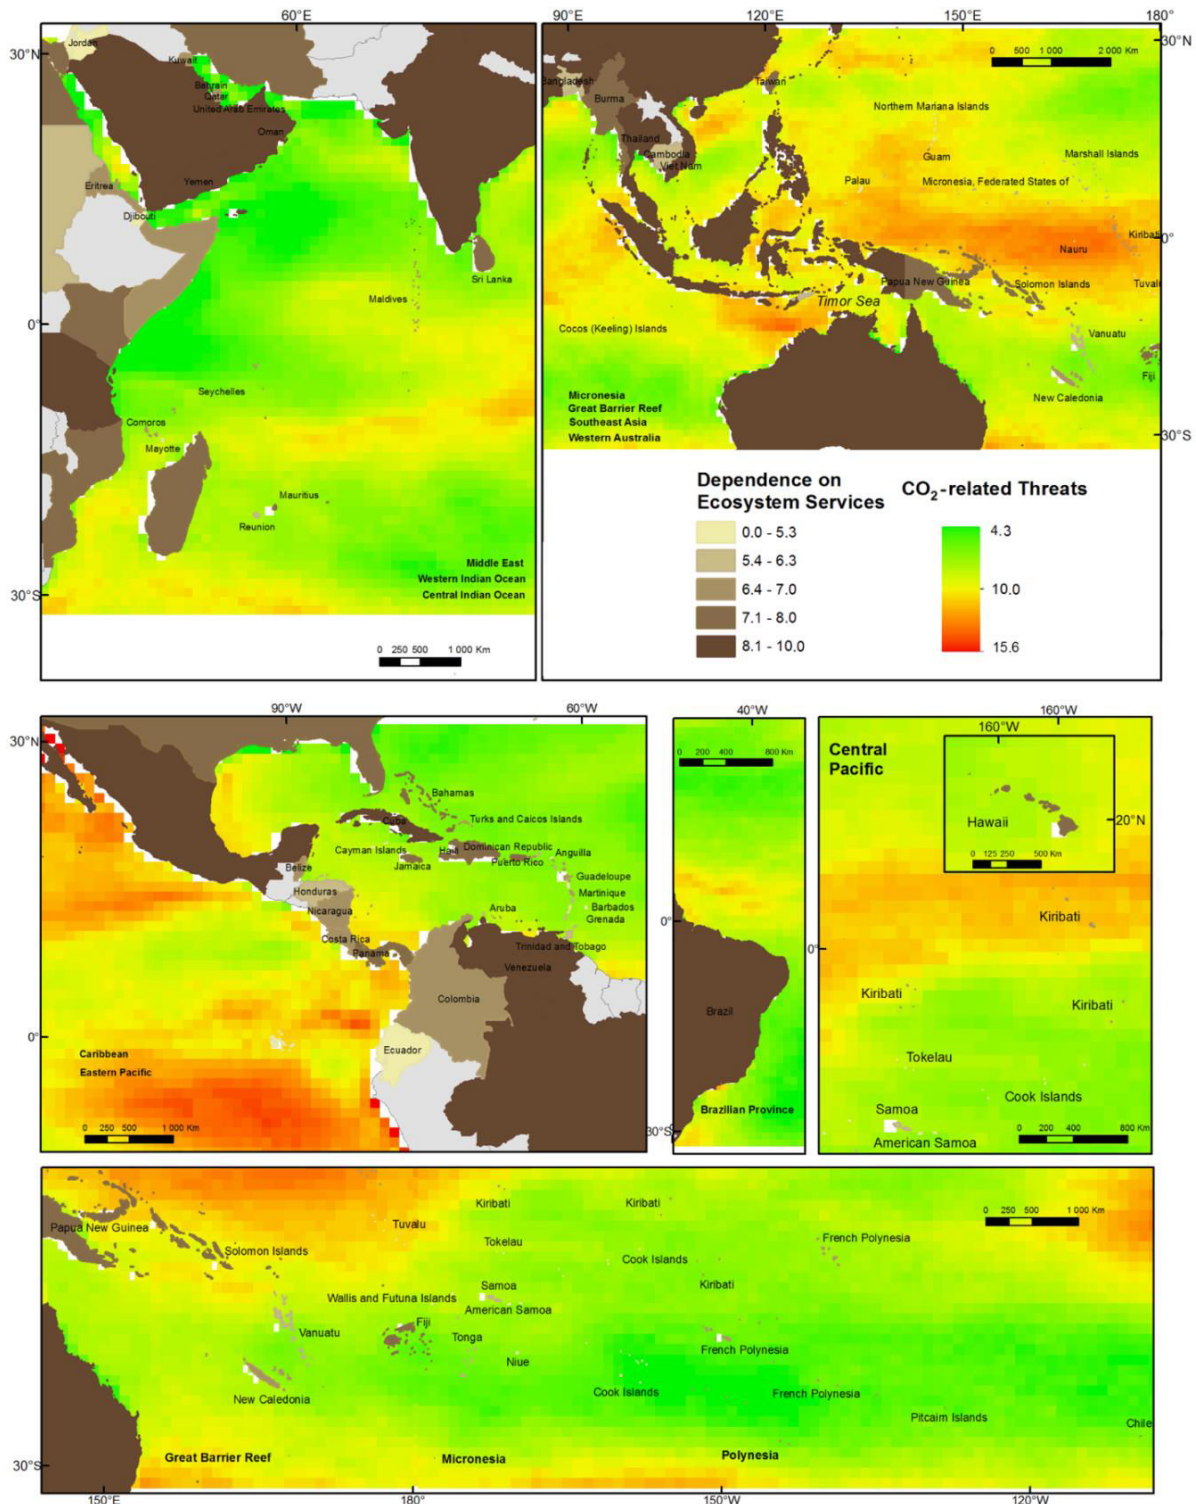 60°E
30°N
Jordan
Kuwait
Bahrain
Qatar
United Arab Emirates
Oman
Yemen
Eritrea
Djibouti
Sri Lanka
Maldives
0°
Seychelles
Comoros
Mayotte
Mauritius
Reunion
Middle East
Western Indian Ocean
Central Indian Ocean
30°S
0 250 500 1 000 Km
90°E 120°E 150°E 180°
30°N
0 500 1 000 2 000 Km
Bangladesh
Taiwan
Burma
Northern Mariana Islands
Thailand
Cambodia
Viet Nam
Guam
Marshall Islands
Palau
Micronesia, Federated States of
Kiribati
0°
Nauru
Papua New Guinea
Solomon Islands
Tuvalu
Timor Sea
Cocos (Keeling) Islands
Vanuatu
Fiji
New Caledonia
Micronesia
Great Barrier Reef
Southeast Asia
Western Australia
30°S
Dependence on
Ecosystem Services
0.0 - 5.3
5.4 - 6.3
6.4 - 7.0
7.1 - 8.0
8.1 - 10.0
CO2-related Threats
4.3
10.0
15.6
90°W 60°W
30°N
Bahamas
Cuba
Turks and Caicos Islands
Cayman Islands
Haiti
Dominican Republic
Anguilla
Jamaica
Puerto Rico
Belize
Guadeloupe
Honduras
Martinique
Nicaragua
Aruba
Barbados
Grenada
Costa Rica
Panama
Trinidad and Tobago
Venezuela
Colombia
0°
Ecuador
Caribbean
Eastern Pacific
0 250 500 1 000 Km
40°W
0 200 400 800 Km
0°
Brazil
Brazilian Province
30°S
160°W
Central
Pacific
160°W
Hawaii
20°N
0 125 250 500 Km
Kiribati
0°
Kiribati
Kiribati
Tokelau
Cook Islands
Samoa
American Samoa
0 200 400 800 Km
Papua New Guinea
Solomon Islands
Tuvalu
Kiribati
Kiribati
0 250 500 1 000 Km
Tokelau
French Polynesia
Cook Islands
Samoa
Kiribati
Wallis and Futuna Islands
American Samoa
Fiji
Vanuatu
Tonga
French Polynesia
Niue
New Caledonia
Cook Islands
French Polynesia
Pitcairn Islands
Chile
Great Barrier Reef
Micronesia
Polynesia
30°S
150°E 180° 150°W 120°W